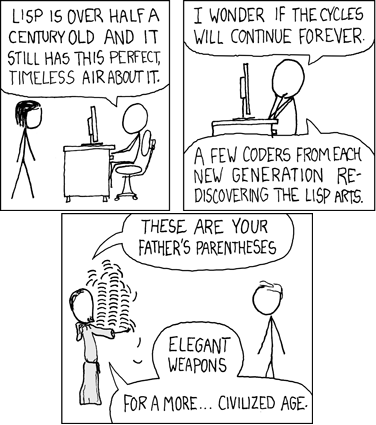 LISP IS OVER HALF A
CENTURY OLD AND IT
STILL HAS THIS PERFECT,
TIMELESS AIR ABOUT IT.
I WONDER IF THE CYCLES
WILL CONTINUE FOREVER.
A FEW CODERS FROM EACH
NEW GENERATION RE-
DISCOVERING THE LISP ARTS.
THESE ARE YOUR
FATHER'S PARENTHESES
ELEGANT
WEAPONS
FOR A MORE... CIVILIZED AGE.